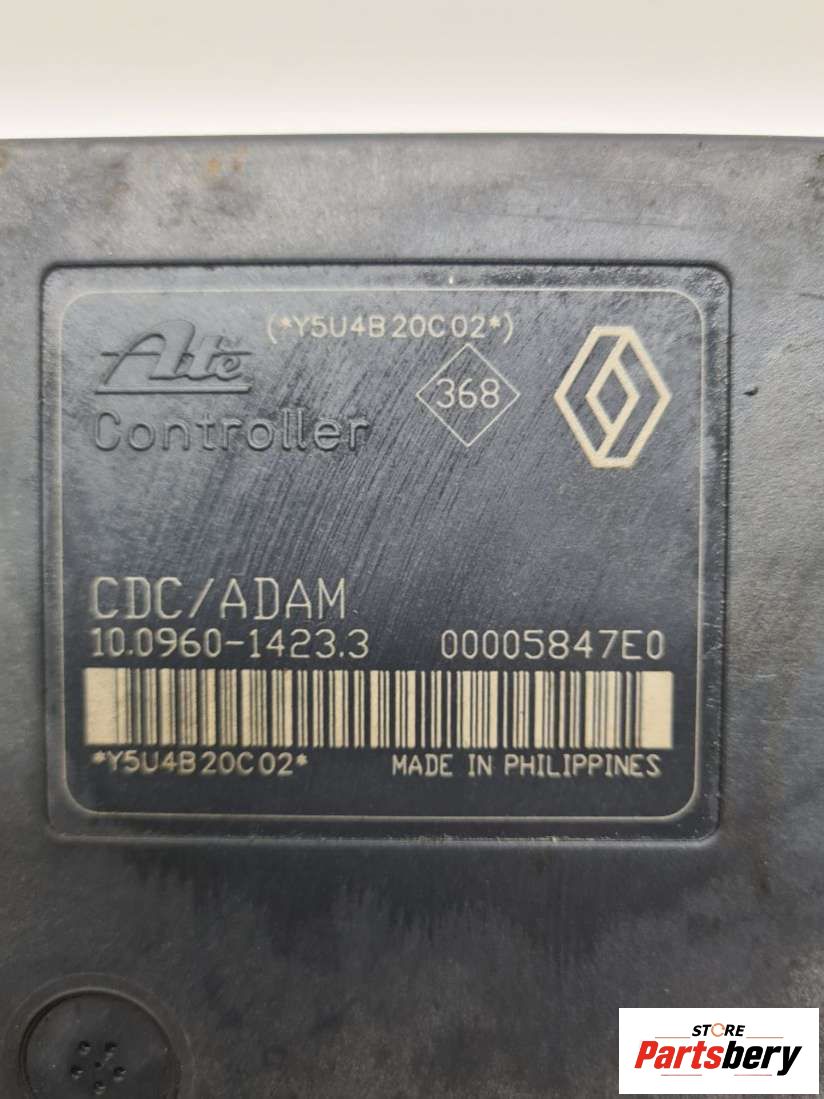 (*Y5U4B20C02*)
Ate
368
Controller
CDC/ADAM
10.0960-1423.3 00005847E0
*Y5U4B20C02* MADE IN PHILIPPINES
STORE
Partsbery